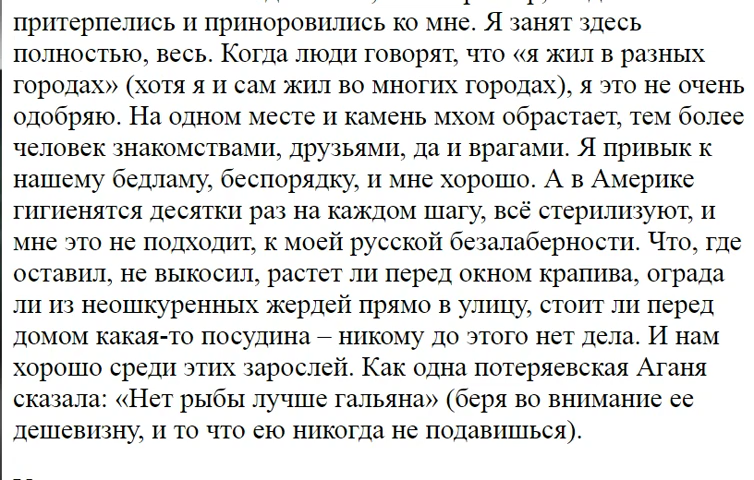 притерпелись и приноровились ко мне. Я занят здесь
полностью, весь. Когда люди говорят, что «я жил в разных
городах» (хотя я и сам жил во многих городах), я это не очень
одобряю. На одном месте и камень мхом обрастает, тем более
человек знакомствами, друзьями, да и врагами. Я привык к
нашему бедламу, беспорядку, и мне хорошо. А в Америке
гигиенятся десятки раз на каждом шагу, всё стерилизуют, и
мне это не подходит, к моей русской безалаберности. Что, где
оставил, не выкосил, растет ли перед окном крапива, ограда
ли из неошкуренных жердей прямо в улицу, стоит ли перед
домом какая-то посудина – никому до этого нет дела. И нам
хорошо среди этих зарослей. Как одна потеряевская Аганя
сказала: «Нет рыбы лучше гальяна» (беря во внимание ее
дешевизну, и то что ею никогда не подавишься).